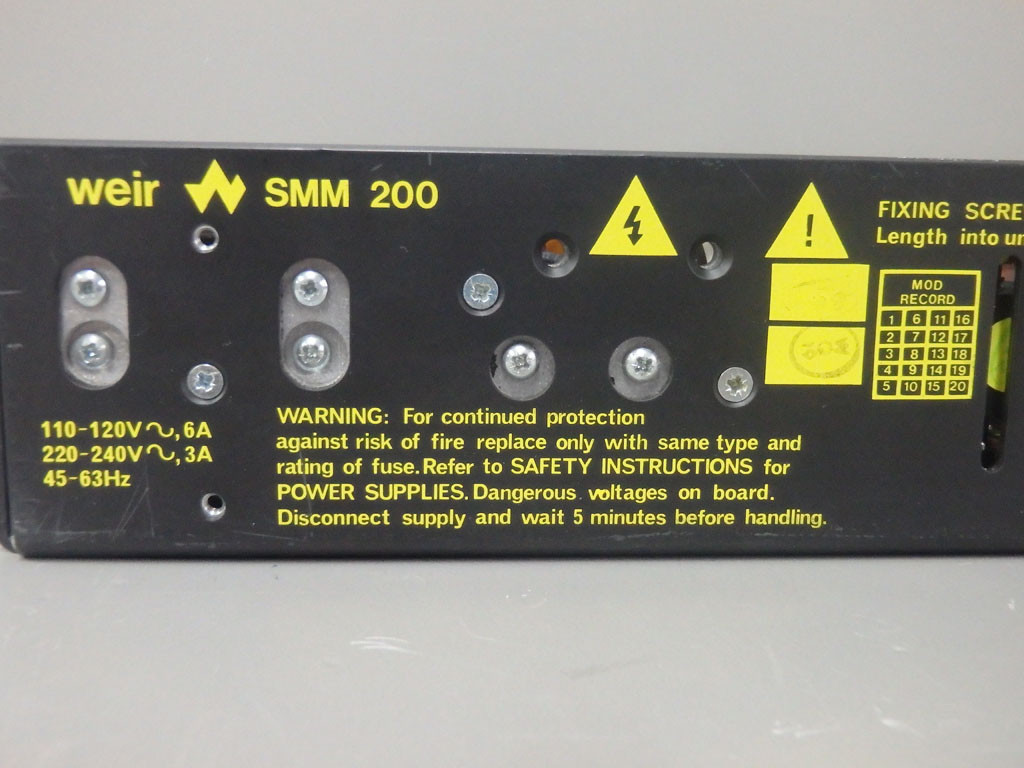 weir SMM 200
!
FIXING SCRE
Length into un
MOD
RECORD
1 6 11 16
2 7 12 17
3 8 13 18
4 9 14 19
5 10 15 20
110-120V ~, 6A
220-240V ~, 3A
45-63Hz
WARNING: For continued protection
against risk of fire replace only with same type and
rating of fuse. Refer to SAFETY INSTRUCTIONS for
POWER SUPPLIES. Dangerous voltages on board.
Disconnect supply and wait 5 minutes before handling.